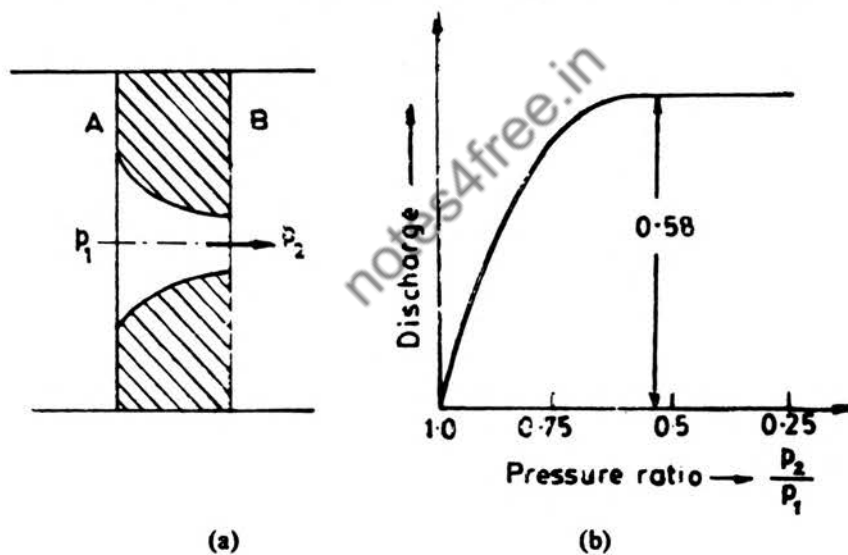 A
B
p₁
p₂
(a)
Discharge →
0·58
1.0 0·75 0·5 0·25
Pressure ratio → p₂/p₁
(b)
notes4free.in